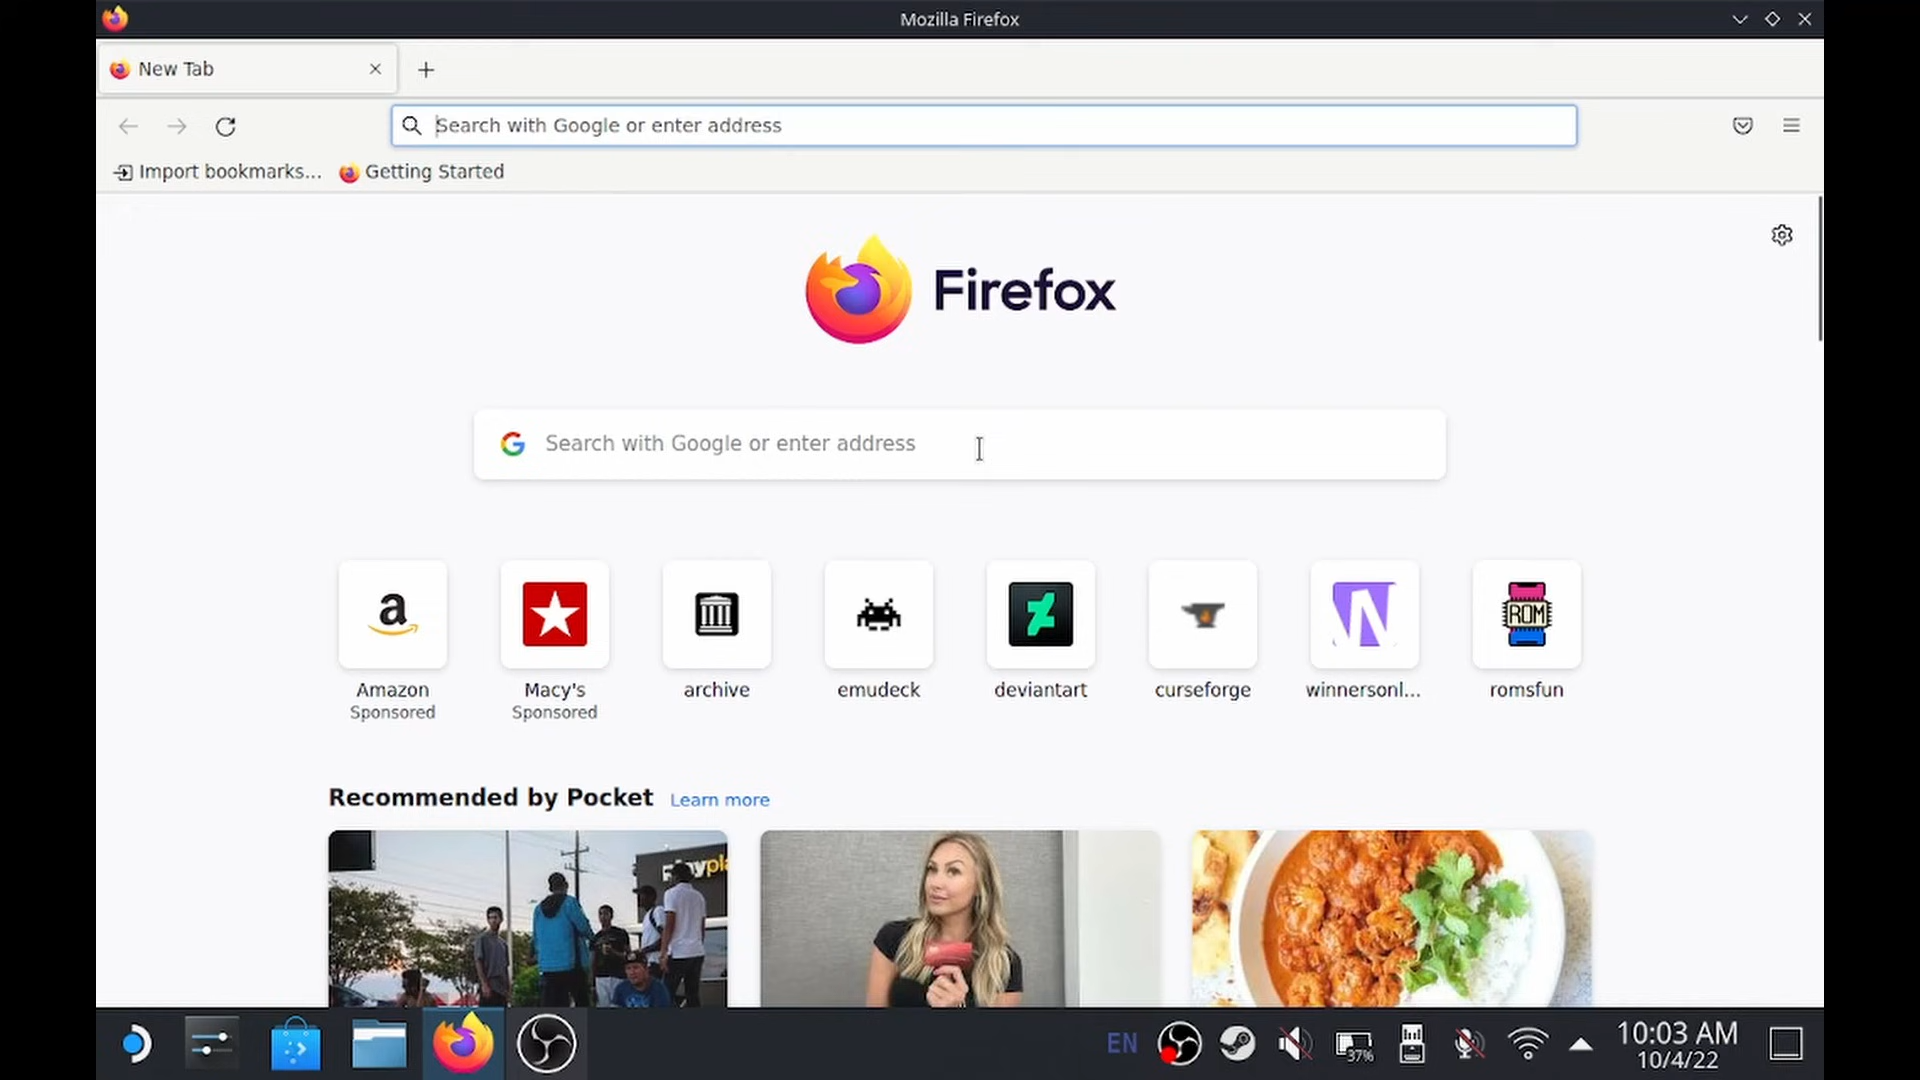 Mozilla Firefox
New Tab
Search with Google or enter address
Import bookmarks...
Getting Started
Firefox
Search with Google or enter address
ROM
Amazon
Sponsored
Macy's
Sponsored
archive
emudeck
deviantart
curseforge
winnersonl...
romsfun
Recommended by Pocket
Learn more
EN
37%
10:03 AM
10/4/22